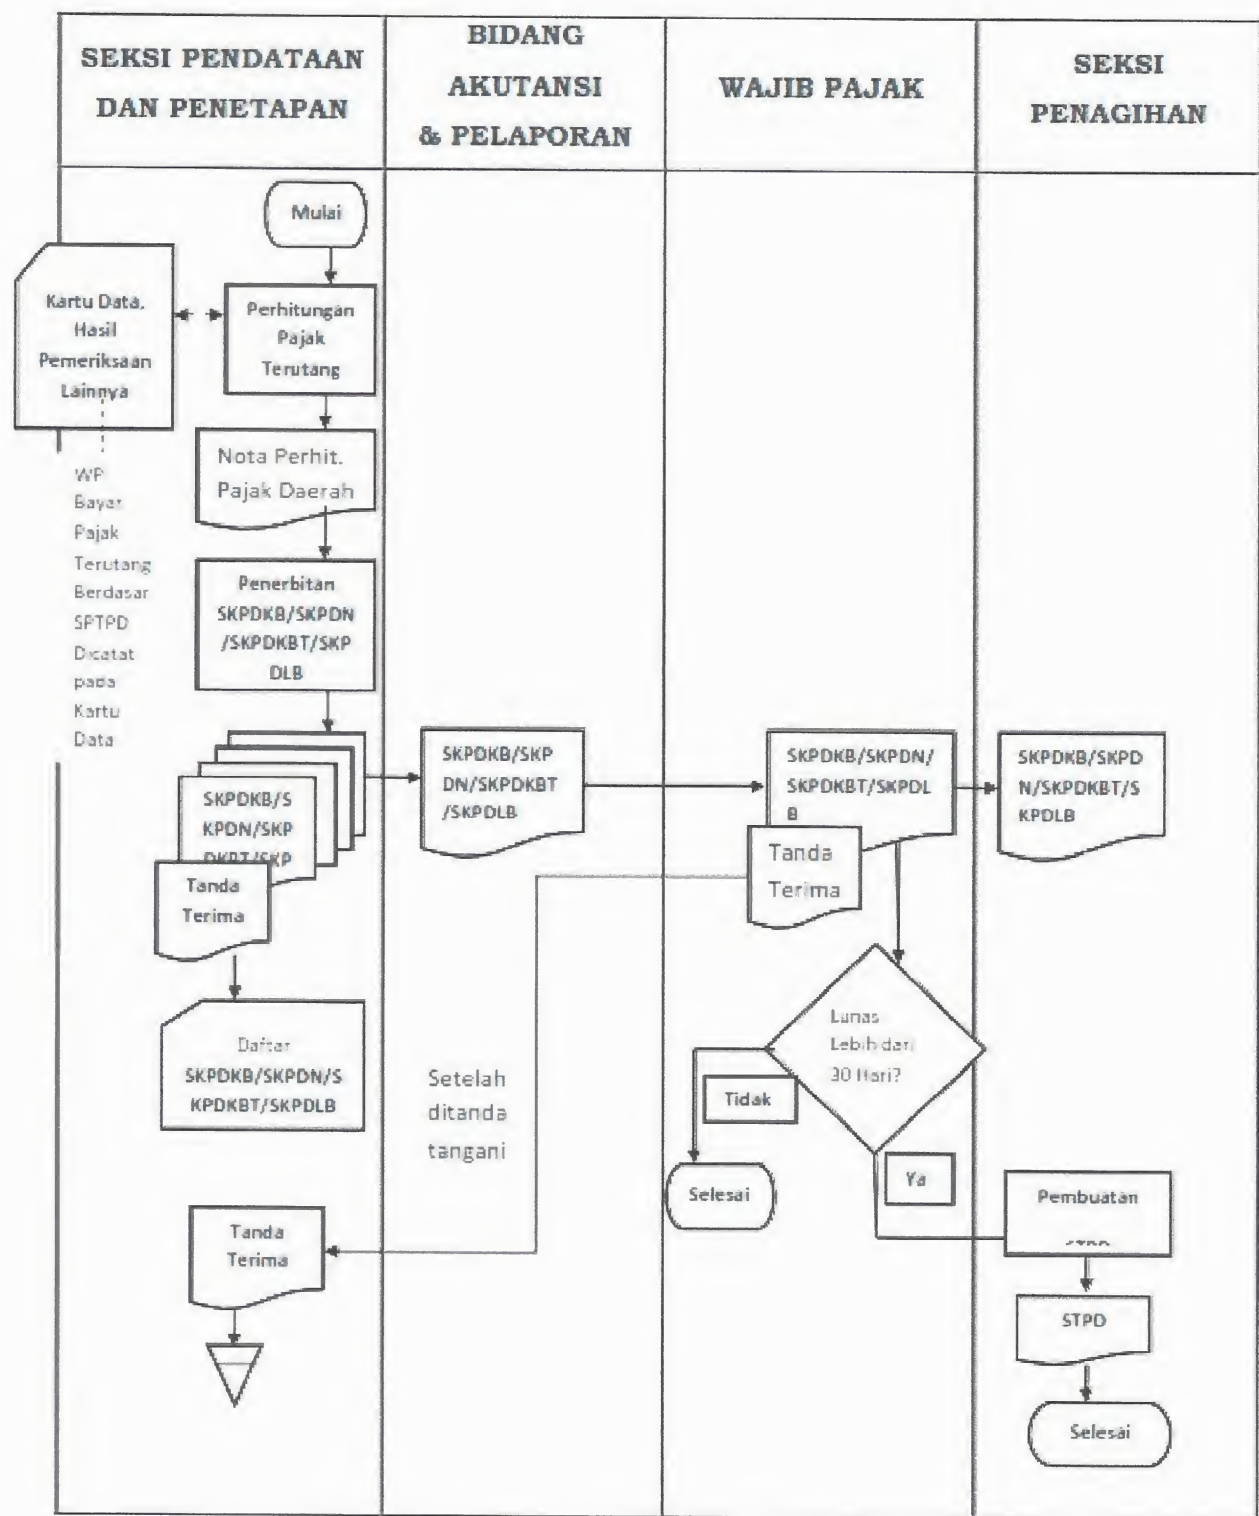 SEKSI PENDATAAN
DAN PENETAPAN
BIDANG
AKUTANSI
& PELAPORAN
WAJIB PAJAK
SEKSI
PENAGIHAN
Mulai
Kartu Data,
Hasil
Pemeriksaan
Lainnya
Perhitungan
Pajak
Terutang
Nota Perhit.
Pajak Daerah
WP
Bayar
Pajak
Terutang
Berdasar
SPTPD
Dicatat
pada
Kartu
Data
Penerbitan
SKPDKB/SKPDN
/SKPDKBT/SKP
DLB
SKPDKB/S
KPDN/SKP
DKBT/SKP
Tanda
Terima
SKPDKB/SKP
DN/SKPDKBT
/SKPDLB
SKPDKB/SKPDN/
SKPDKBT/SKPDL
B
Tanda
Terima
SKPDKB/SKPD
N/SKPDKBT/S
KPDLB
Daftar
SKPDKB/SKPDN/S
KPDKBT/SKPDLB
Setelah
ditanda
tangani
Lunas
Lebih dari
30 Hari?
Tidak
Ya
Selesai
Tanda
Terima
Pembuatan
STPD
Selesai